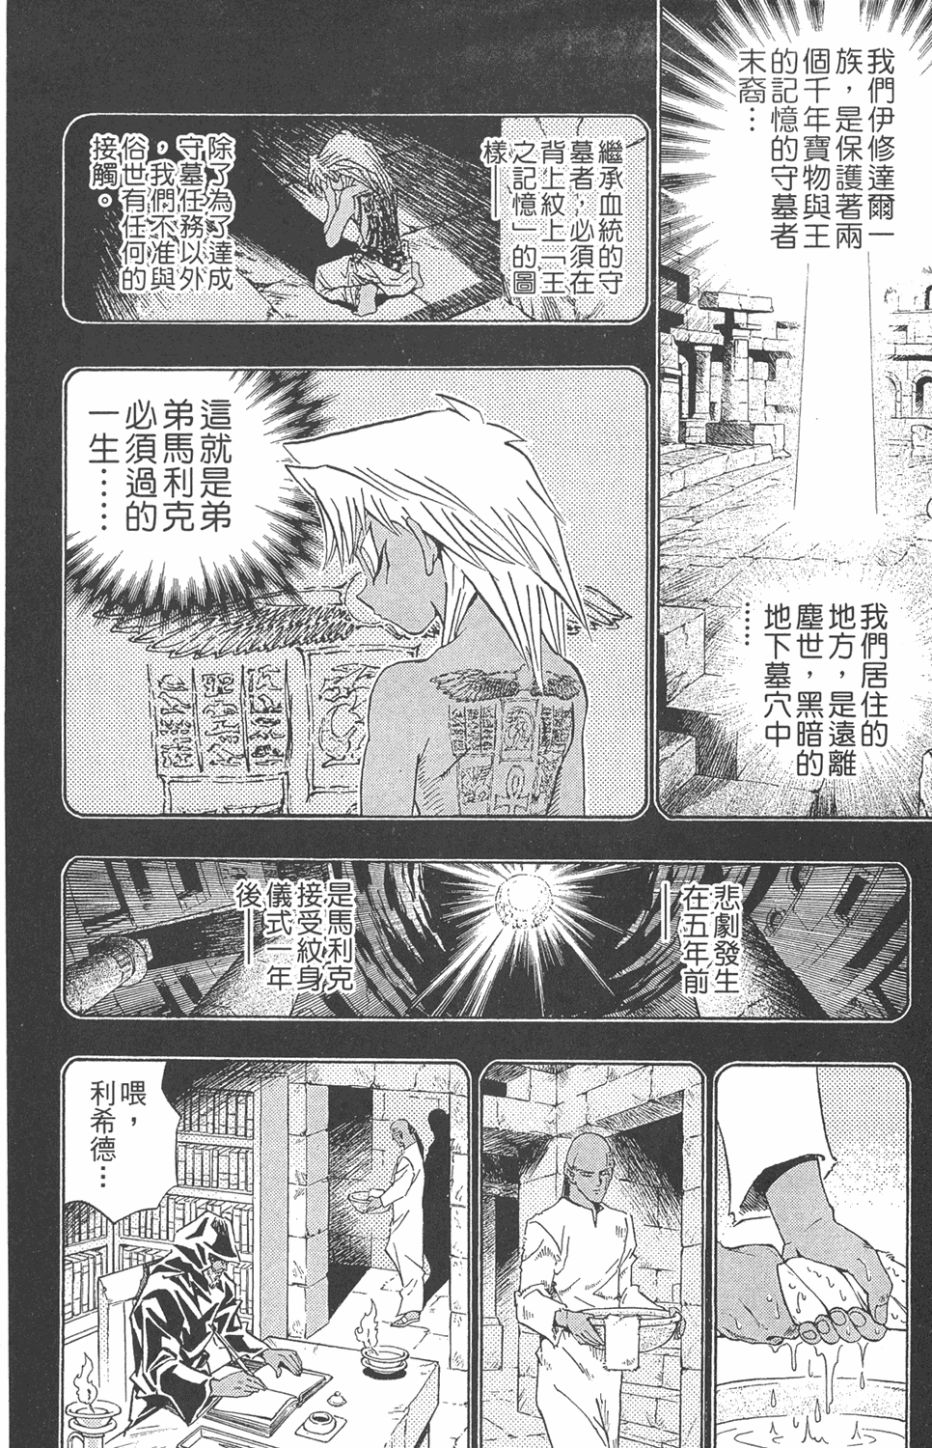 我們伊修達爾一
族，是保護著兩
個千年寶物與王
的記憶的守墓者
末裔…
我們居住的
地方，是遠離
塵世，黑暗的
地下墓穴中
……
繼承血統的守
墓者，必須在
背上紋上「王
之記憶」的圖
樣——
除了為了達成
守墓任務以外
，我們不准與
俗世有任何的
接觸。
這就是弟
弟馬利克
必須過的
一生……
悲劇發生
在五年前
——
是馬利克
接受紋身
儀式一年
後——
喂，
利希德…